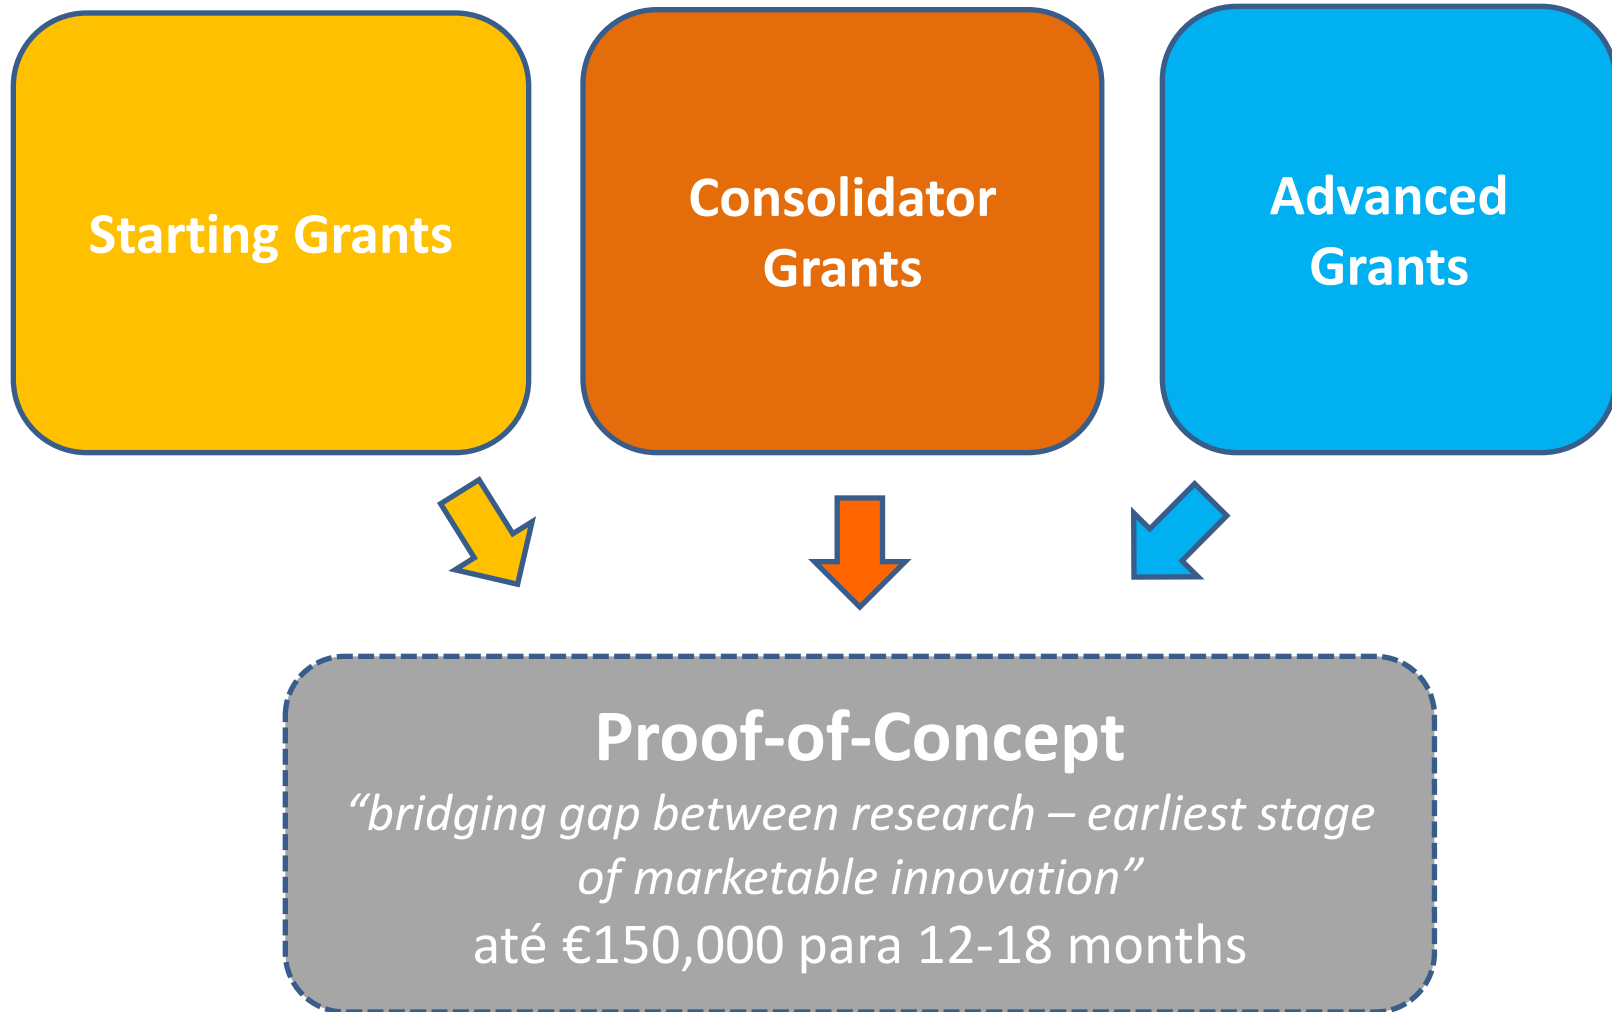 Starting Grants
Consolidator
Grants
Advanced
Grants
Proof-of-Concept
“bridging gap between research – earliest stage
of marketable innovation”
até €150,000 para 12-18 months